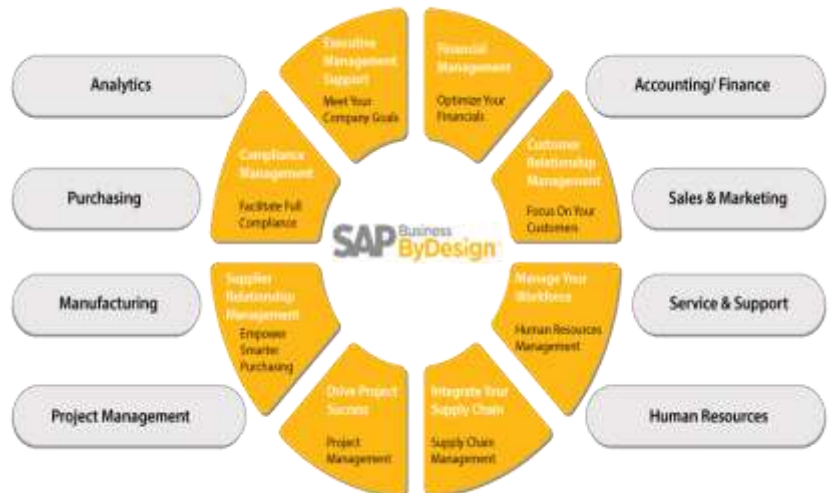 Analytics
Purchasing
Manufacturing
Project Management
Executive
Management
Support
Meet Your
Company Goals
Financial
Management
Optimize Your
Financials
Compliance
Management
Facilitate Full
Compliance
Customer
Relationship
Management
Focus On Your
Customers
SAP Business
ByDesign
Supplier
Relationship
Management
Empower
Smarter
Purchasing
Manage Your
Workforce
Human Resources
Management
Drive Project
Success
Project
Management
Integrate Your
Supply Chain
Supply Chain
Management
Accounting/ Finance
Sales & Marketing
Service & Support
Human Resources